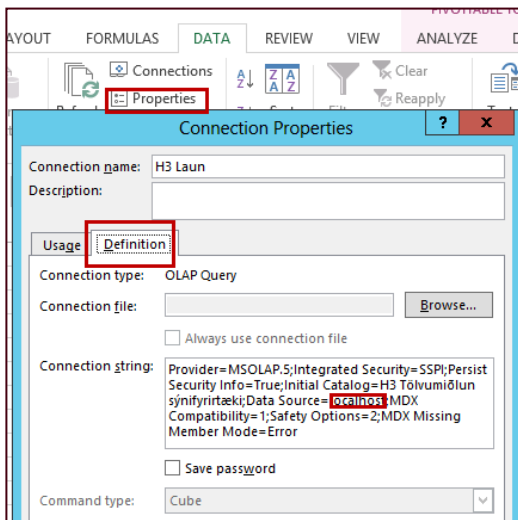 PIVOTTABLE TO
AYOUT FORMULAS DATA REVIEW VIEW ANALYZE D
Connections
Properties
Clear
Reapply
Connection Properties ? x
Connection name: H3 Laun
Description:
Usage Definition
Connection type: OLAP Query
Connection file: Browse...
Always use connection file
Connection string: Provider=MSOLAP.5;Integrated Security=SSPI;Persist
Security Info=True;Initial Catalog=H3 Tölvumiðlun
sýnifyrirtæki;Data Source=localhost;MDX
Compatibility=1;Safety Options=2;MDX Missing
Member Mode=Error
Save password
Command type: Cube